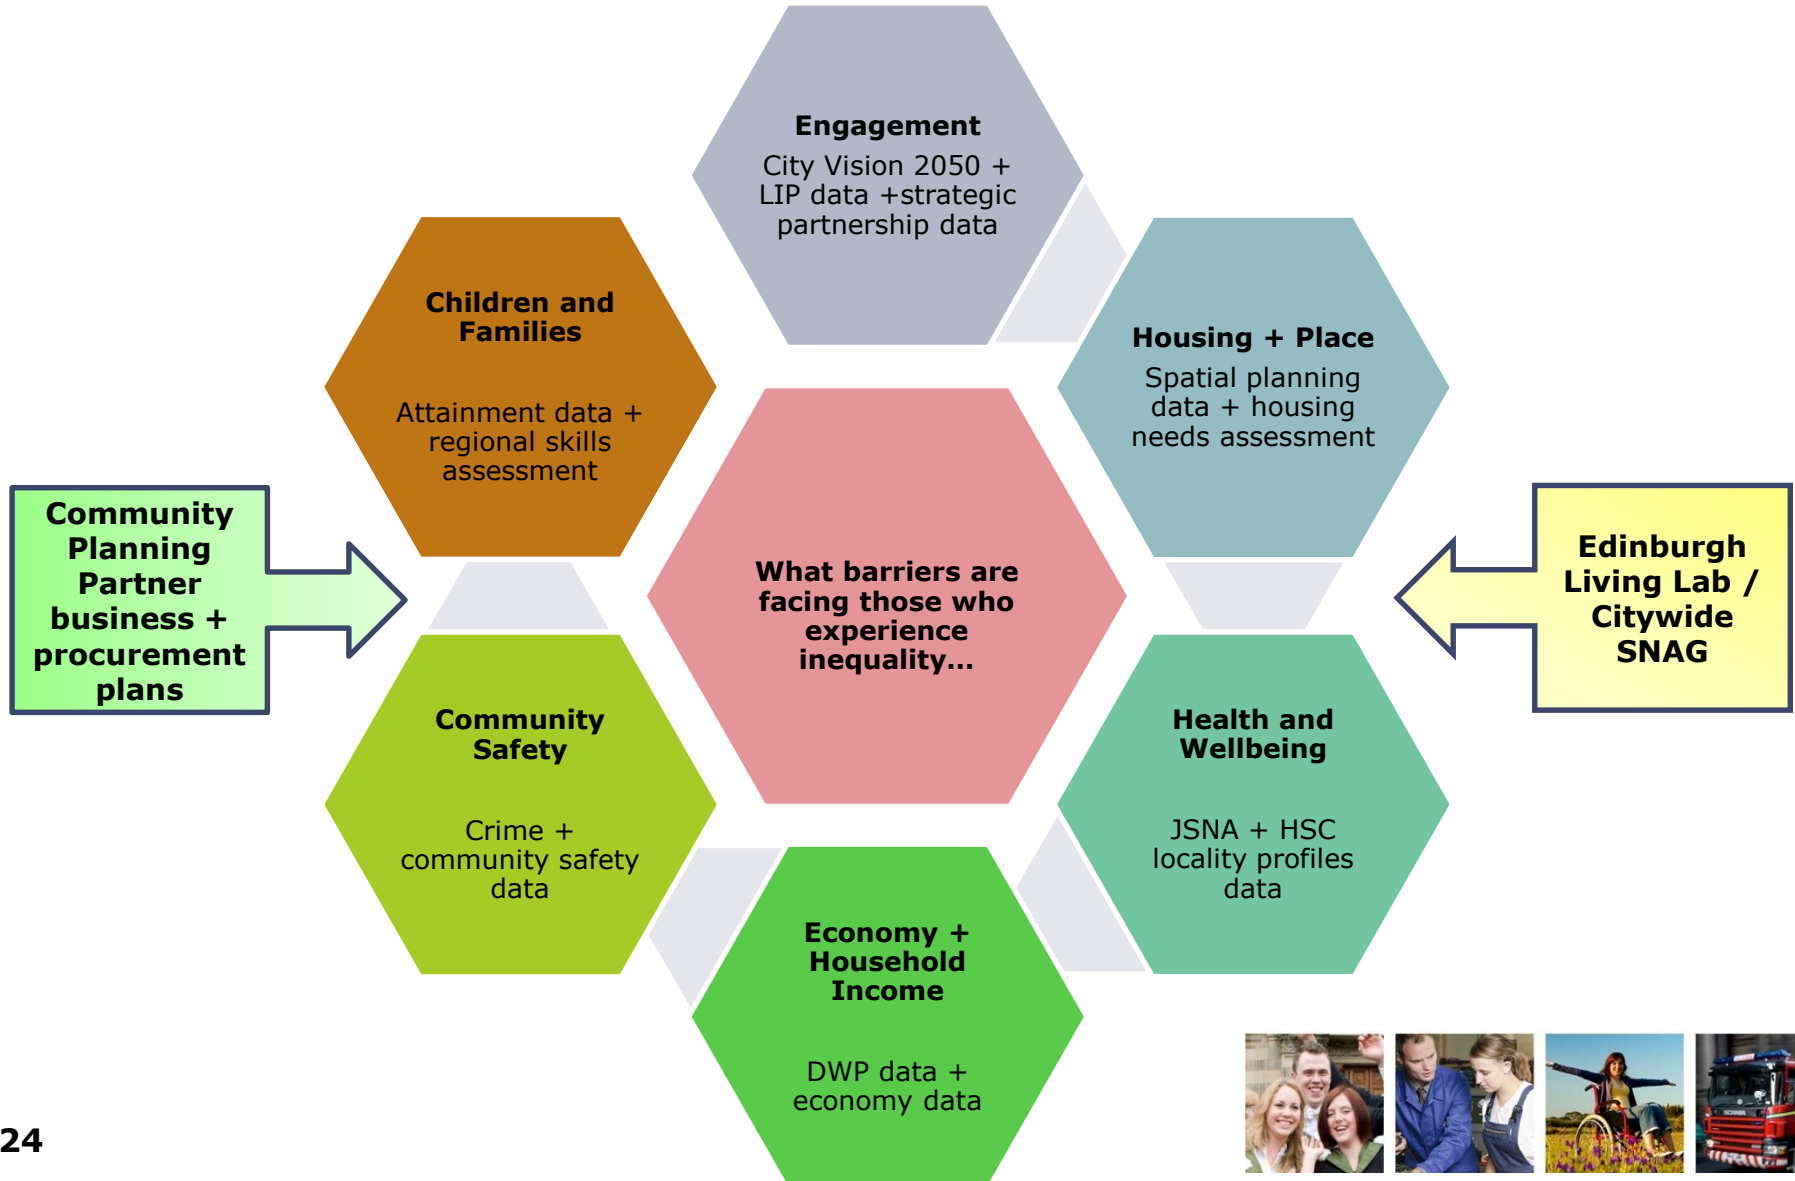 Engagement
City Vision 2050 +
LIP data +strategic
partnership data
Children and
Families
Attainment data +
regional skills
assessment
Housing + Place
Spatial planning
data + housing
needs assessment
Community
Planning
Partner
business +
procurement
plans
What barriers are
facing those who
experience
inequality...
Edinburgh
Living Lab /
Citywide
SNAG
Community
Safety
Crime +
community safety
data
Health and
Wellbeing
JSNA + HSC
locality profiles
data
Economy +
Household
Income
DWP data +
economy data
SCANIA
24